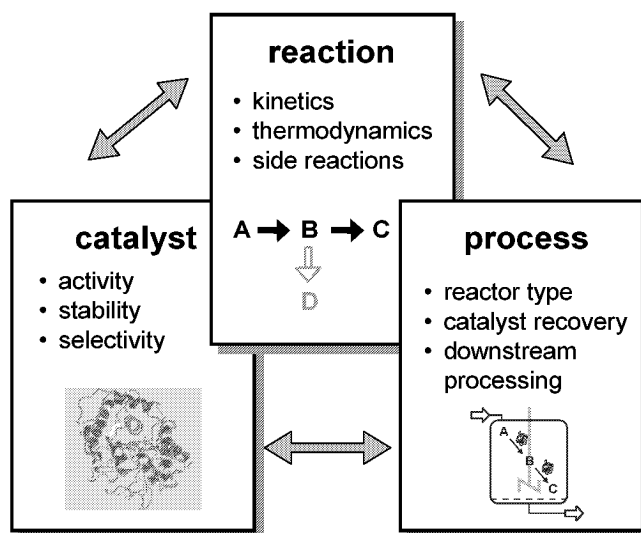 reaction
• kinetics
• thermodynamics
• side reactions
A B C
D
catalyst
• activity
• stability
• selectivity
process
• reactor type
• catalyst recovery
• downstream
processing
A
B
C